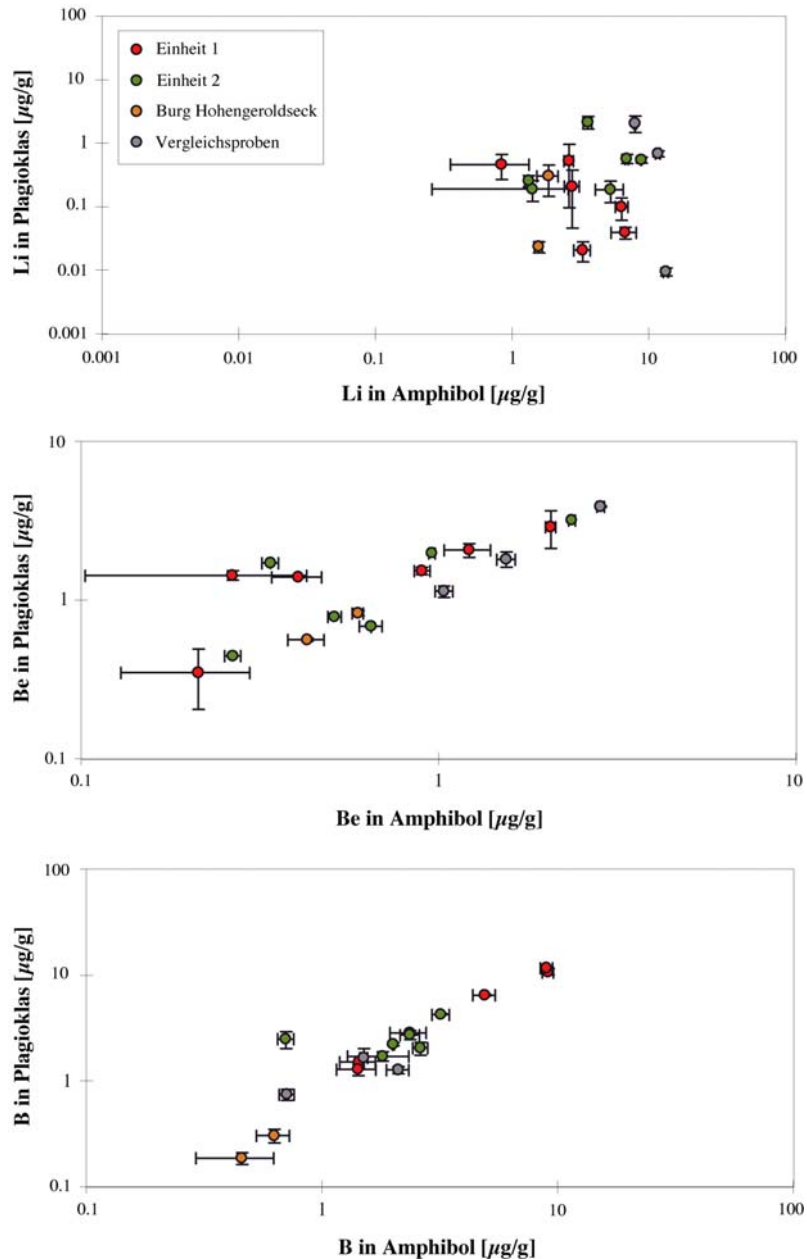 100
10
1
0.1
0.01
0.001
Li in Plagioklas [µg/g]
Einheit 1
Einheit 2
Burg Hohengeroldseck
Vergleichsproben
0.001 0.01 0.1 1 10 100
Li in Amphibol [µg/g]
10
1
0.1
Be in Plagioklas [µg/g]
0.1 1 10
Be in Amphibol [µg/g]
100
10
1
0.1
B in Plagioklas [µg/g]
0.1 1 10 100
B in Amphibol [µg/g]